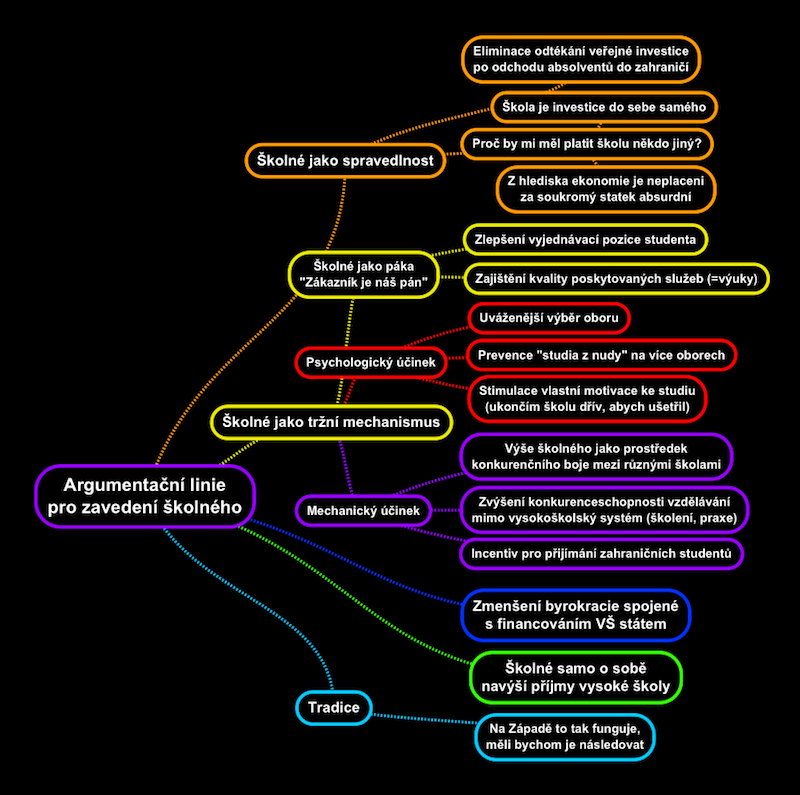 Eliminace odtékání veřejné investice
po odchodu absolventů do zahraničí
Škola je investice do sebe samého
Školné jako spravedlnost
Proč by mi měl platit školu někdo jiný?
Z hlediska ekonomie je neplaceni
za soukromý statek absurdní
Školné jako páka
"Zákazník je náš pán"
Zlepšení vyjednávací pozice studenta
Zajištění kvality poskytovaných služeb (=výuky)
Psychologický účinek
Uváženější výběr oboru
Prevence "studia z nudy" na více oborech
Stimulace vlastní motivace ke studiu
(ukončím školu dřív, abych ušetřil)
Školné jako tržní mechanismus
Výše školného jako prostředek
konkurenčního boje mezi různými školami
Argumentační linie
pro zavedení školného
Mechanický účinek
Zvýšení konkurenceschopnosti vzdělávání
mimo vysokoškolský systém (školení, praxe)
Incentiv pro přijímání zahraničních studentů
Zmenšení byrokracie spojené
s financováním VŠ státem
Školné samo o sobě
navýší příjmy vysoké školy
Tradice
Na Západě to tak funguje,
měli bychom je následovat